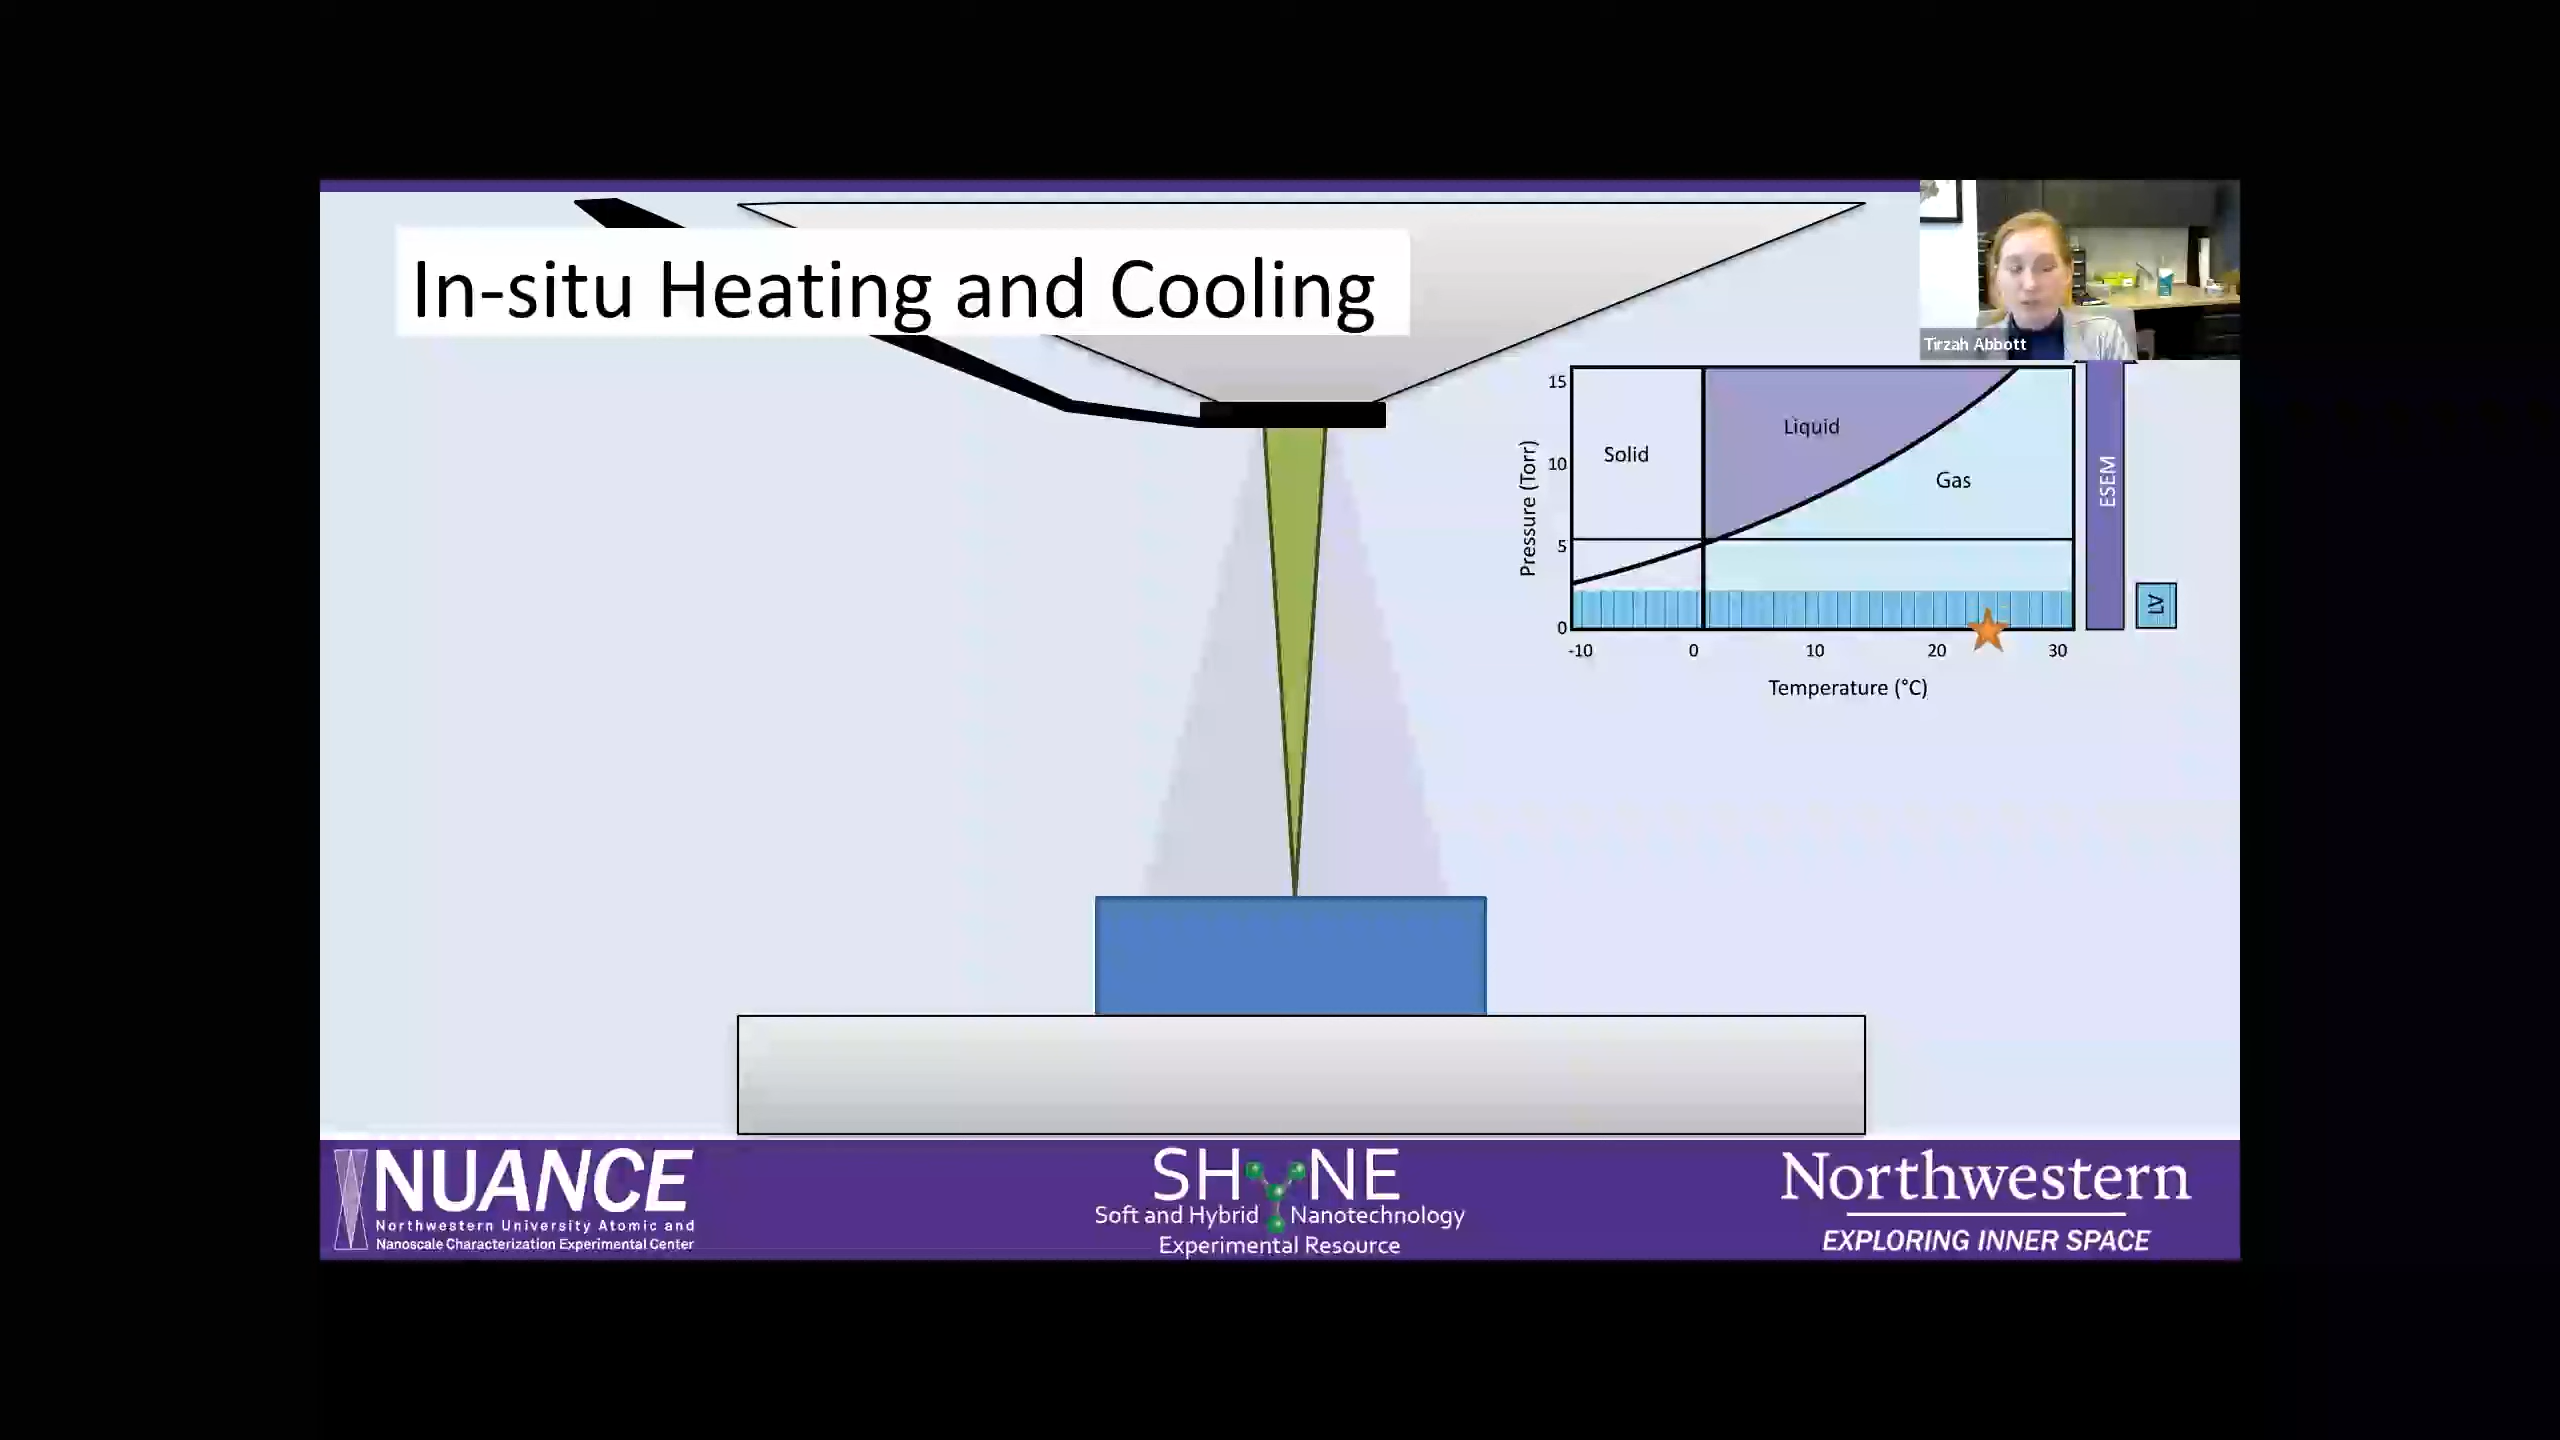 In-situ Heating and Cooling
Tirzah Abbott
15
10
5
0
Pressure (Torr)
Solid
Liquid
Gas
-10
0
10
20
30
Temperature (°C)
ESEM
LV
NUANCE
Northwestern University Atomic and
Nanoscale Characterization Experimental Center
SHYNE
Soft and Hybrid Nanotechnology
Experimental Resource
Northwestern
EXPLORING INNER SPACE